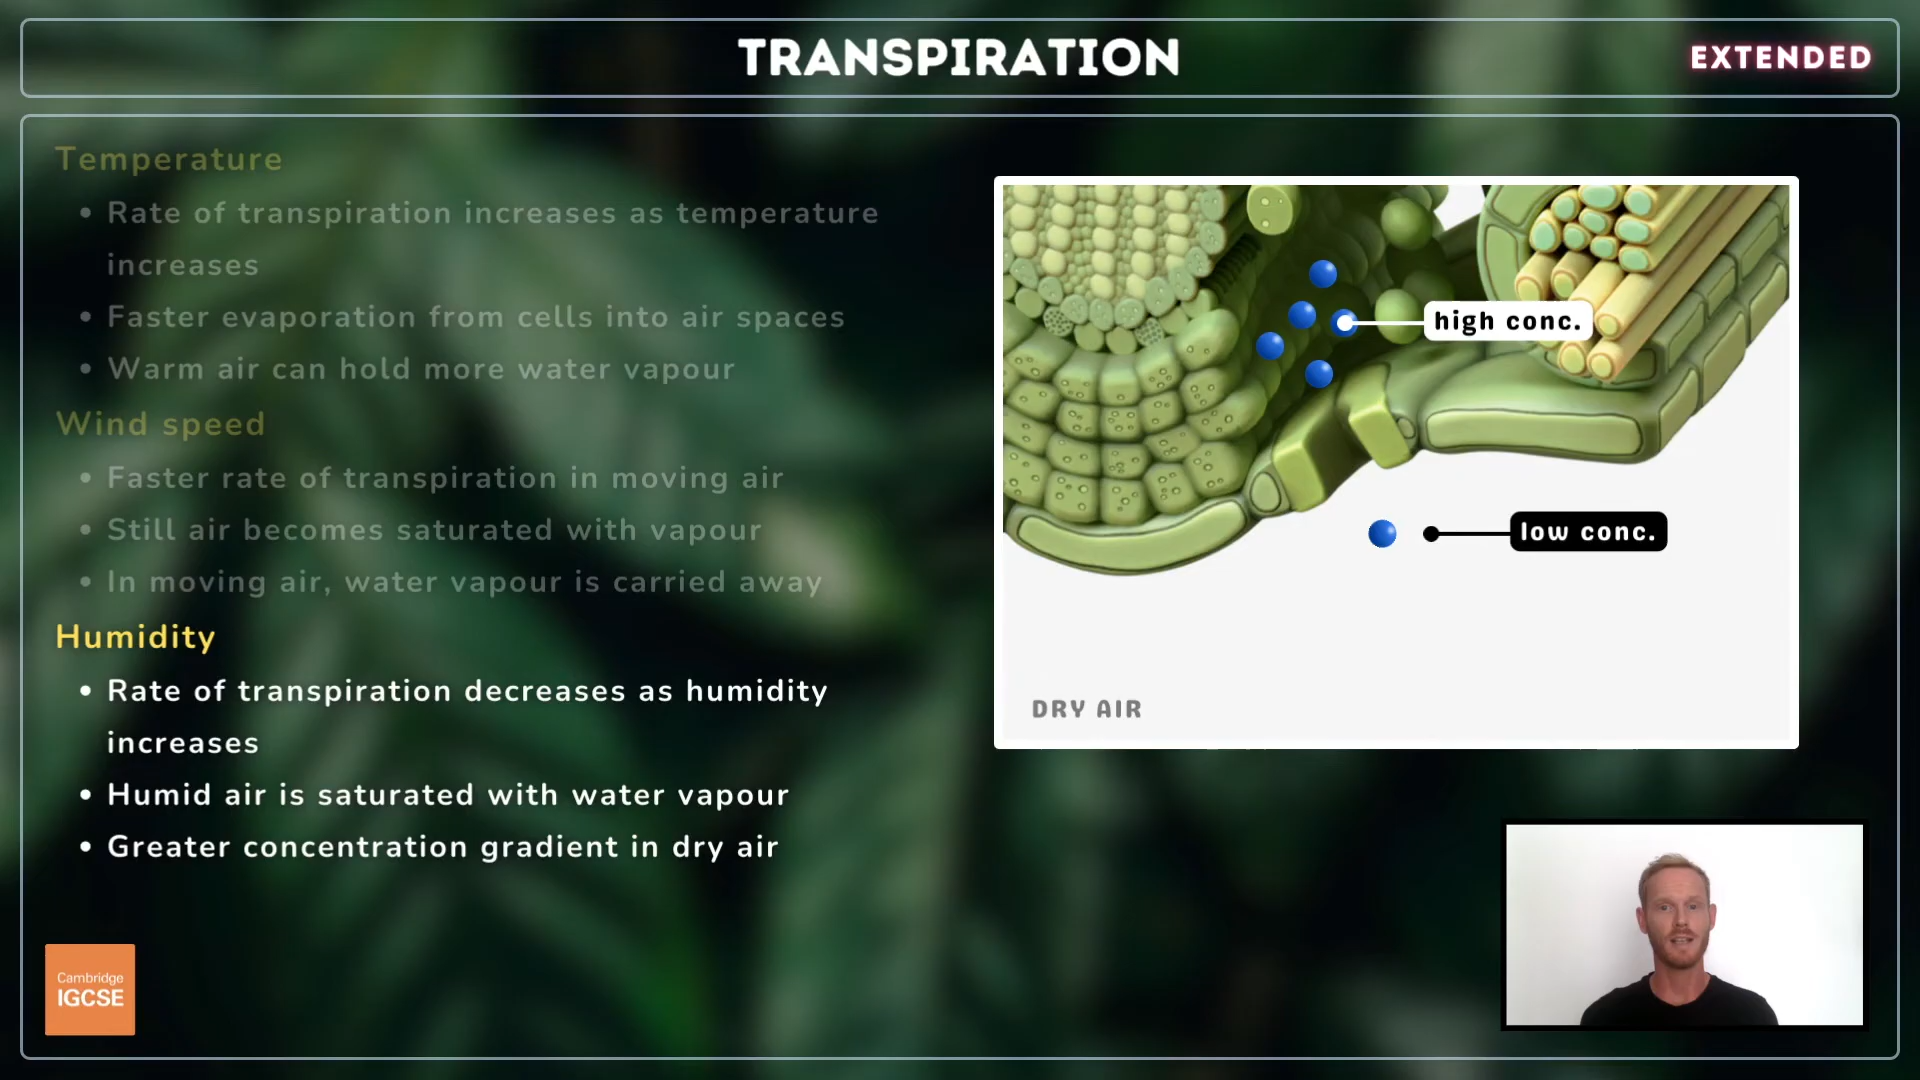 TRANSPIRATION
EXTENDED
Temperature
• Rate of transpiration increases as temperature
increases
• Faster evaporation from cells into air spaces
• Warm air can hold more water vapour
Wind speed
• Faster rate of transpiration in moving air
• Still air becomes saturated with vapour
• In moving air, water vapour is carried away
Humidity
• Rate of transpiration decreases as humidity
increases
• Humid air is saturated with water vapour
• Greater concentration gradient in dry air
high conc.
low conc.
DRY AIR
Cambridge
IGCSE